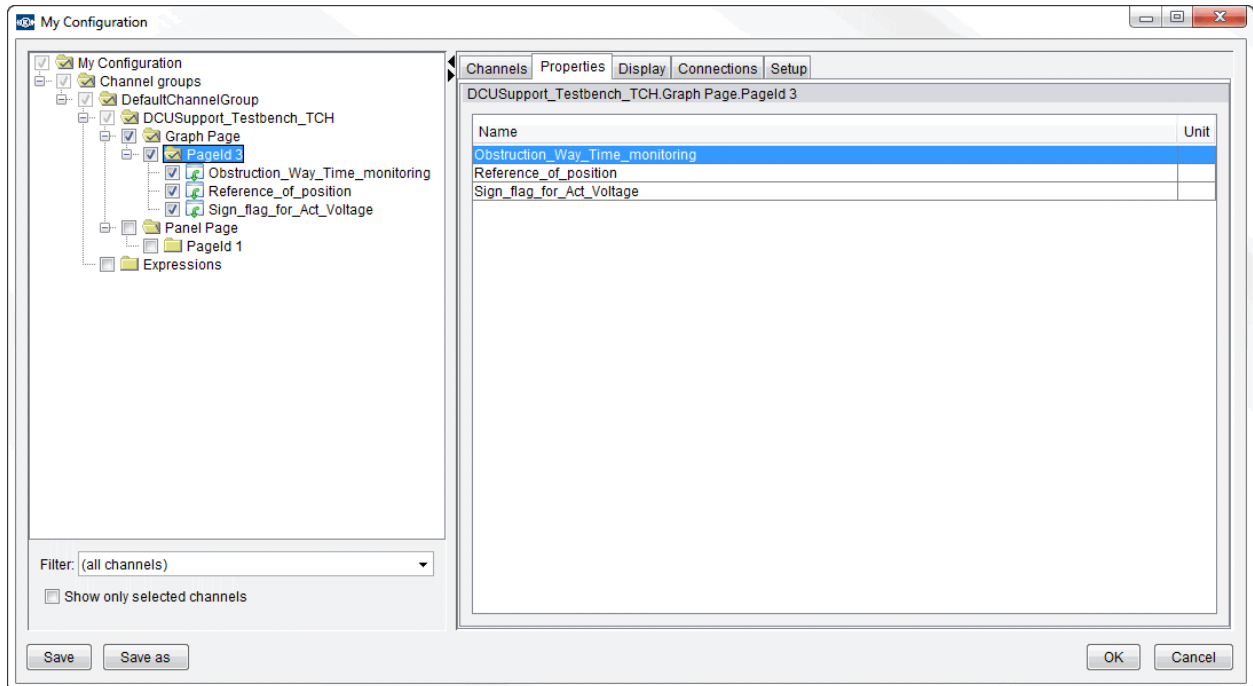 My Configuration
My Configuration
Channel groups
DefaultChannelGroup
DCUSupport_Testbench_TCH
Graph Page
PageId 3
Obstruction_Way_Time_monitoring
Reference_of_position
Sign_flag_for_Act_Voltage
Panel Page
PageId 1
Expressions
Filter: (all channels)
Show only selected channels
Channels Properties Display Connections Setup
DCUSupport_Testbench_TCH.Graph Page.PageId 3
Name Unit
Obstruction_Way_Time_monitoring
Reference_of_position
Sign_flag_for_Act_Voltage
Save Save as OK Cancel